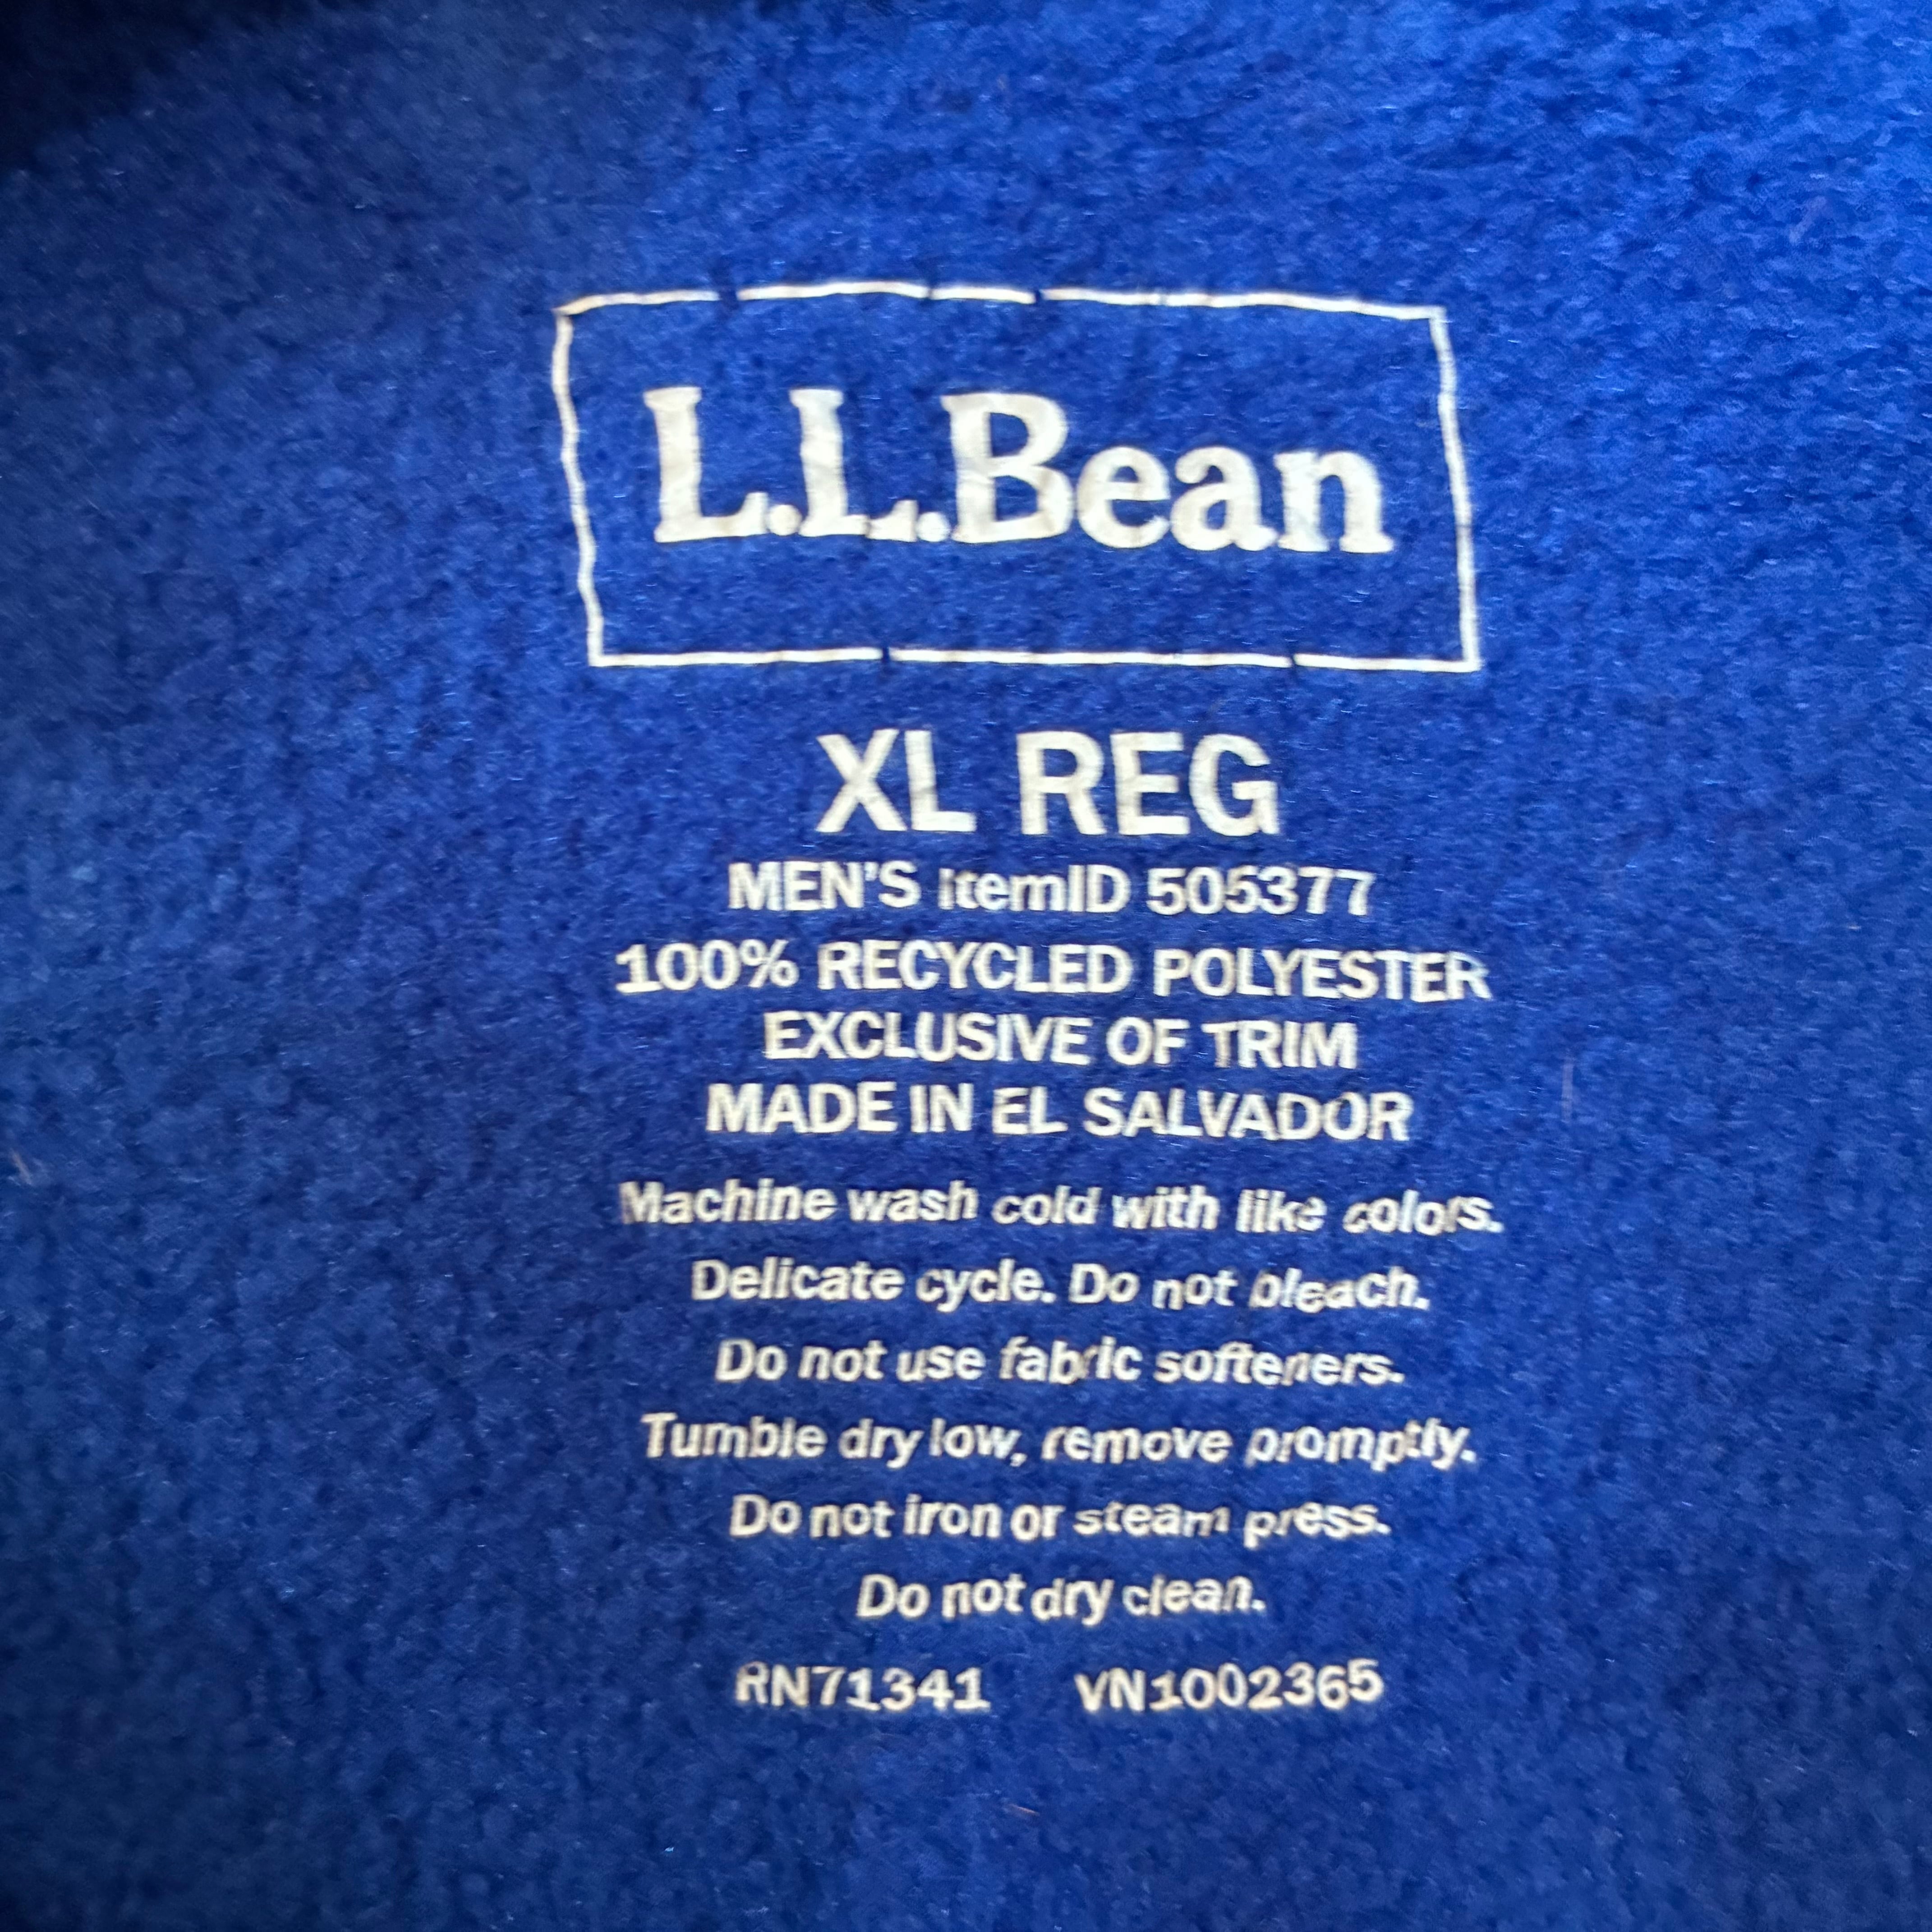 L.L.Bean
XL REG
MEN'S ItemID 505377
100% RECYCLED POLYESTER
EXCLUSIVE OF TRIM
MADE IN EL SALVADOR
Machine wash cold with like colors.
Delicate cycle. Do not bleach.
Do not use fabric softeners.
Tumble dry low, remove promptly.
Do not iron or steam press.
Do not dry clean.
RN71341 VN1002365